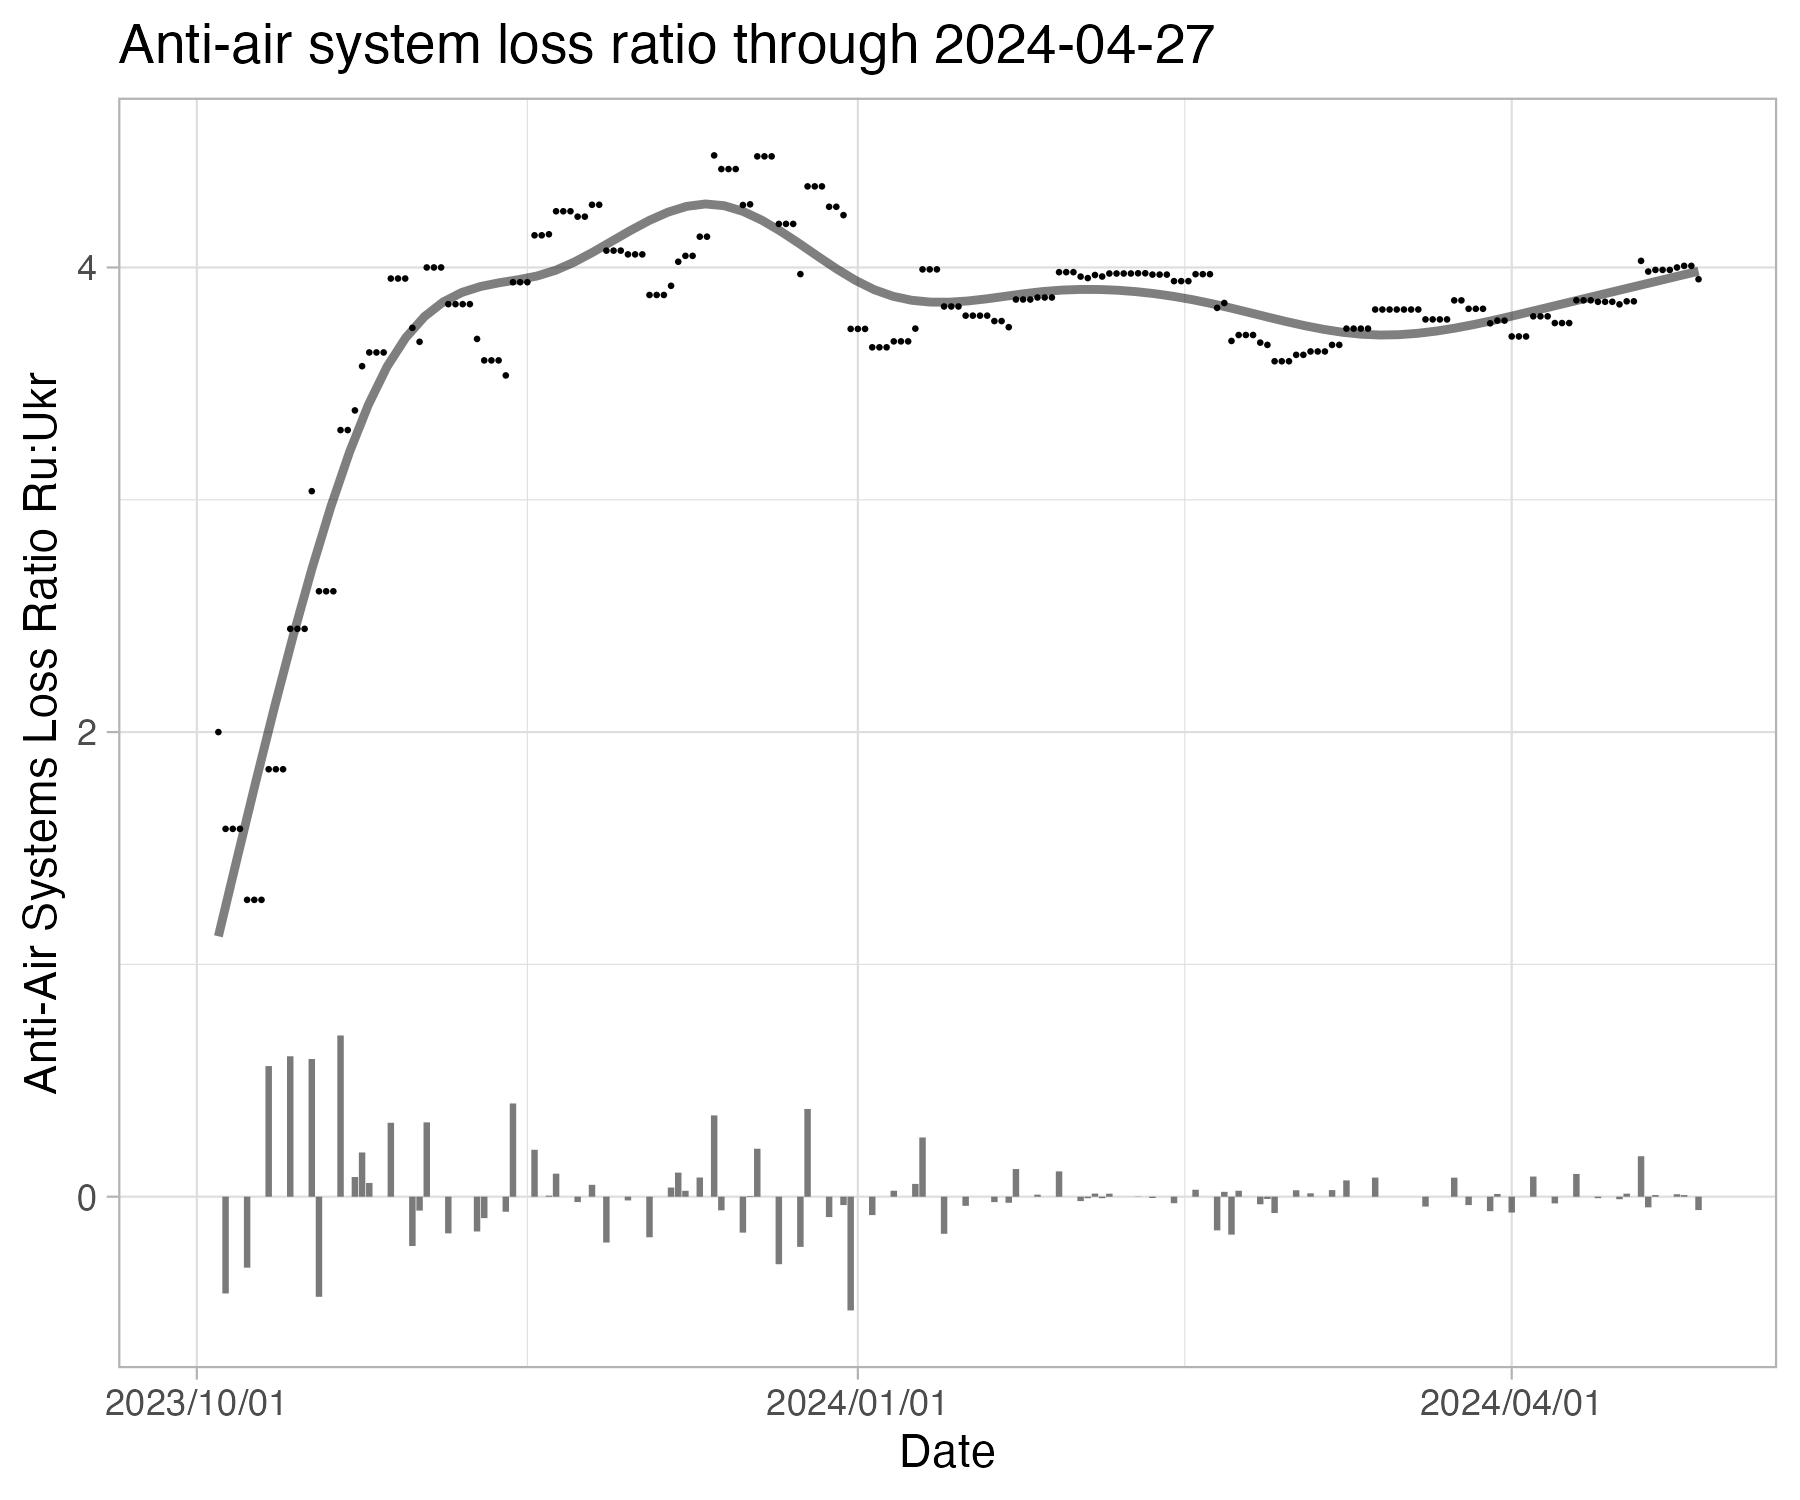 Anti-air system loss ratio through 2024-04-27
Anti-Air Systems Loss Ratio Ru:Ukr
4
2
0
2023/10/01
2024/01/01
2024/04/01
Date